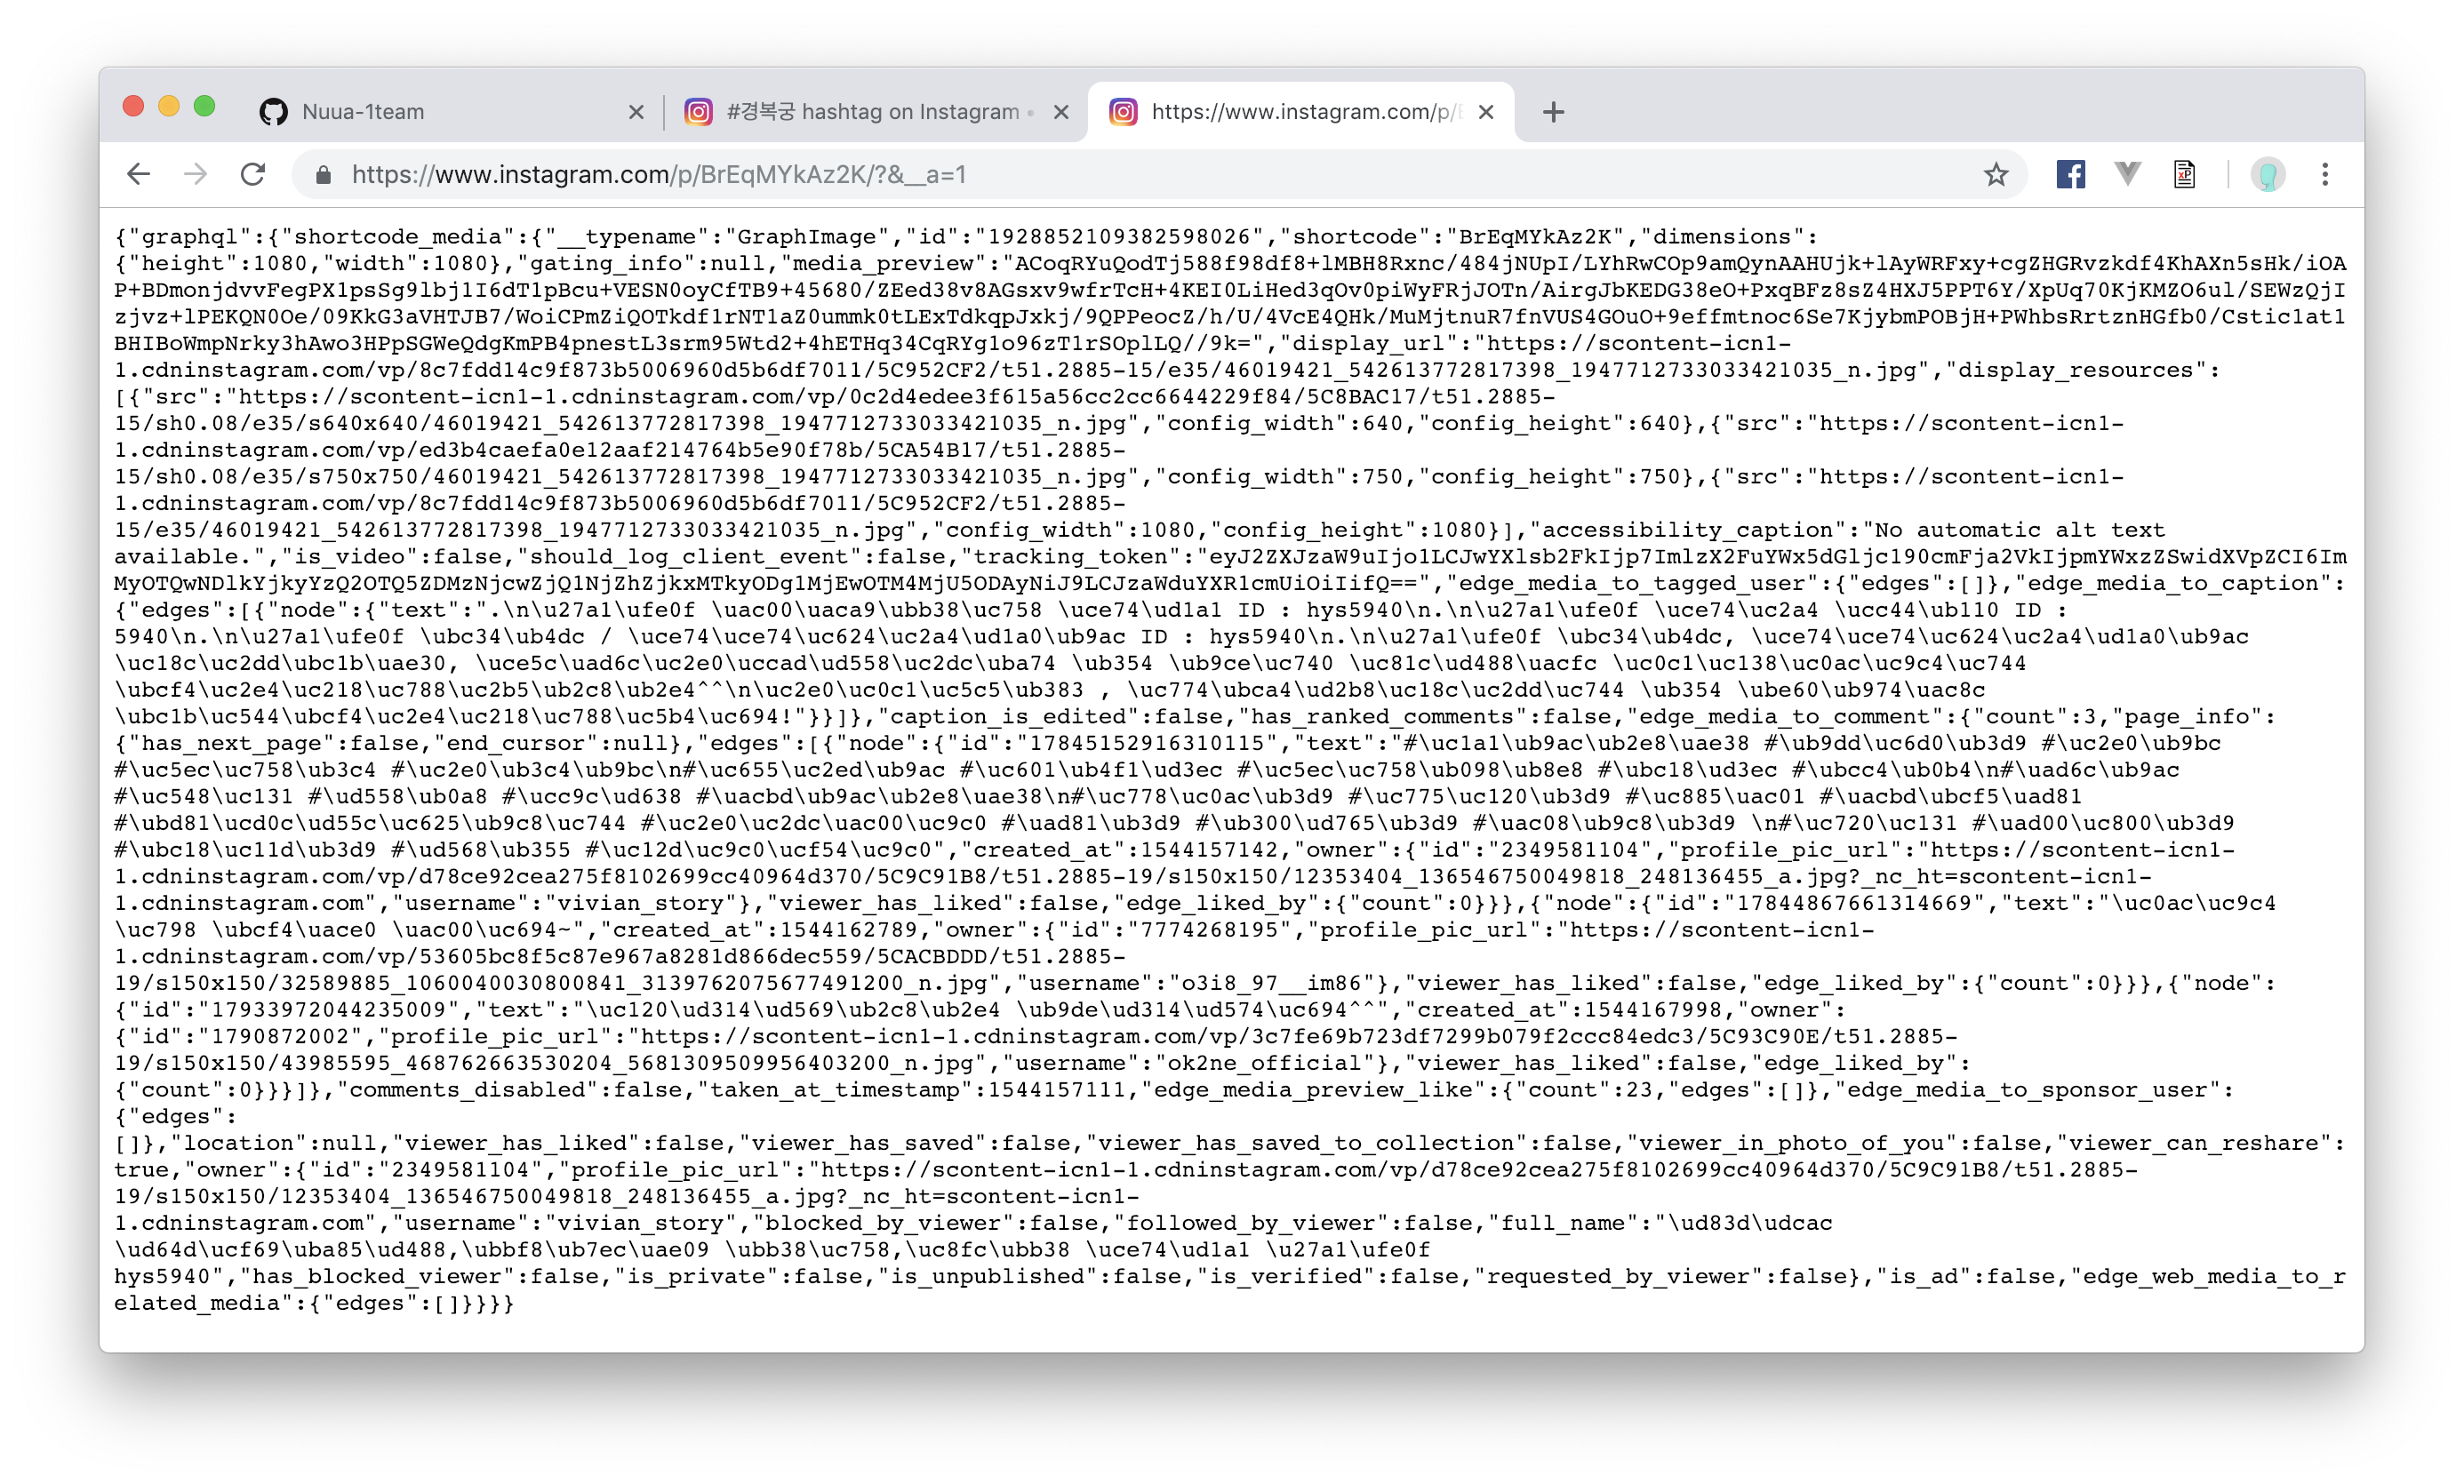 Nuua-1team
#경복궁 hashtag on Instagram •
https://www.instagram.com/p/B
https://www.instagram.com/p/BrEqMYkAz2K/?&__a=1
{"graphql":{"shortcode_media":{"__typename":"GraphImage","id":"1928852109382598026","shortcode":"BrEqMYkAz2K","dimensions":
{"height":1080,"width":1080},"gating_info":null,"media_preview":"ACoqRYuQodTj588f98df8+lMBH8Rxnc/484jNUpI/LYhRwCOp9amQynAAHUjk+lAyWRFxy+cgZHGRvzkdf4KhAXn5sHk/iOA
P+BDmonjdvvFegPX1psSg9lbj1I6dT1pBcu+VESN0oyCfTB9+45680/ZEed38v8AGsxv9wfrTcH+4KEI0LiHed3qOv0piWyFRjJOTn/AirgJbKEDG38eO+PxqBFz8sZ4HXJ5PPT6Y/XpUq70KjKMZO6ul/SEWzQjI
zjvz+lPEKQN0Oe/09KkG3aVHTJB7/WoiCPmZiQOTkdf1rNT1aZ0ummk0tLExTdkqpJxkj/9QPPeocZ/h/U/4VcE4QHk/MuMjtnuR7fnVUS4GOuO+9effmtnoc6Se7KjybmPOBjH+PWhbsRrtznHGfb0/Cstic1at1
BHIBoWmpNrky3hAwo3HPpSGWeQdgKmPB4pnestL3srm95Wtd2+4hETHq34CqRYg1o96zT1rSOplLQ//9k=","display_url":"https://scontent-icn1-
1.cdninstagram.com/vp/8c7fdd14c9f873b5006960d5b6df7011/5C952CF2/t51.2885-15/e35/46019421_542613772817398_1947712733033421035_n.jpg","display_resources":
[{"src":"https://scontent-icn1-1.cdninstagram.com/vp/0c2d4edee3f615a56cc2cc6644229f84/5C8BAC17/t51.2885-
15/sh0.08/e35/s640x640/46019421_542613772817398_1947712733033421035_n.jpg","config_width":640,"config_height":640},{"src":"https://scontent-icn1-
1.cdninstagram.com/vp/ed3b4caefa0e12aaf214764b5e90f78b/5CA54B17/t51.2885-
15/sh0.08/e35/s750x750/46019421_542613772817398_1947712733033421035_n.jpg","config_width":750,"config_height":750},{"src":"https://scontent-icn1-
1.cdninstagram.com/vp/8c7fdd14c9f873b5006960d5b6df7011/5C952CF2/t51.2885-
15/e35/46019421_542613772817398_1947712733033421035_n.jpg","config_width":1080,"config_height":1080}],"accessibility_caption":"No automatic alt text
available.","is_video":false,"should_log_client_event":false,"tracking_token":"eyJ2ZXJzaW9uIjo1LCJwYXlsb2FkIjp7ImlzX2FuYWx5dGljc190cmFja2VkIjpmYWxzZSwidXVpZCI6Im
MyOTQwNDlkYjkyYzQ2OTQ5ZDMzNjcwZjQ1NjZhZjkxMTkyODg1MjEwOTM4MjU5ODAyNiJ9LCJzaWduYXR1cmUiOiIifQ==","edge_media_to_tagged_user":{"edges":[]},"edge_media_to_caption":
{"edges":[{"node":{"text":".\n\u27a1\ufe0f \uac00\uaca9\ubb38\uc758 \uce74\ud1a1 ID : hys5940\n.\n\u27a1\ufe0f \uce74\uc2a4 \ucc44\ub110 ID :
5940\n.\n\u27a1\ufe0f \ubc34\ub4dc / \uce74\uce74\uc624\uc2a4\ud1a0\ub9ac ID : hys5940\n.\n\u27a1\ufe0f \ubc34\ub4dc, \uce74\uce74\uc624\uc2a4\ud1a0\ub9ac
\uc18c\uc2dd\ubc1b\uae30, \uce5c\uad6c\uc2e0\uccad\ud558\uc2dc\uba74 \ub354 \ub9ce\uc740 \uc81c\ud488\uacfc \uc0c1\uc138\uc0ac\uc9c4\uc744
\ubcf4\uc2e4\uc218\uc788\uc2b5\ub2c8\ub2e4^^\n\uc2e0\uc0c1\uc5c5\ub383 , \uc774\ubca4\ud2b8\uc18c\uc2dd\uc744 \ub354 \ube60\ub974\uac8c
\ubc1b\uc544\ubcf4\uc2e4\uc218\uc788\uc5b4\uc694!"}}]},"caption_is_edited":false,"has_ranked_comments":false,"edge_media_to_comment":{"count":3,"page_info":
{"has_next_page":false,"end_cursor":null},"edges":[{"node":{"id":"17845152916310115","text":"#\uc1a1\ub9ac\ub2e8\uae38 #\ub9dd\uc6d0\ub3d9 #\uc2e0\ub9bc
#\uc5ec\uc758\ub3c4 #\uc2e0\ub3c4\ub9bc\n#\uc655\uc2ed\ub9ac #\uc601\ub4f1\ud3ec #\uc5ec\uc758\ub098\ub8e8 #\ubc18\ud3ec #\ubcc4\ub0b4\n#\uad6c\ub9ac
#\uc548\uc131 #\ud558\ub0a8 #\ucc9c\ud638 #\uacbd\ub9ac\ub2e8\uae38\n#\uc778\uc0ac\ub3d9 #\uc775\uc120\ub3d9 #\uc885\uac01 #\uacbd\ubcf5\uad81
#\ubd81\ucd0c\ud55c\uc625\ub9c8\uc744 #\uc2e0\uc2dc\uac00\uc9c0 #\uad81\ub3d9 #\ub300\ud765\ub3d9 #\uac08\ub9c8\ub3d9 \n#\uc720\uc131 #\uad00\uc800\ub3d9
#\ubc18\uc11d\ub3d9 #\ud568\ub355 #\uc12d\uc9c0\ucf54\uc9c0","created_at":1544157142,"owner":{"id":"2349581104","profile_pic_url":"https://scontent-icn1-
1.cdninstagram.com/vp/d78ce92cea275f8102699cc40964d370/5C9C91B8/t51.2885-19/s150x150/12353404_136546750049818_248136455_a.jpg?_nc_ht=scontent-icn1-
1.cdninstagram.com","username":"vivian_story"},"viewer_has_liked":false,"edge_liked_by":{"count":0}}},{"node":{"id":"17844867661314669","text":"\uc0ac\uc9c4
\uc798 \ubcf4\uace0 \uac00\uc694~","created_at":1544162789,"owner":{"id":"7774268195","profile_pic_url":"https://scontent-icn1-
1.cdninstagram.com/vp/53605bc8f5c87e967a8281d866dec559/5CACBDDD/t51.2885-
19/s150x150/32589885_1060040030800841_3139762075677491200_n.jpg","username":"o3i8_97__im86"},"viewer_has_liked":false,"edge_liked_by":{"count":0}}},{"node":
{"id":"17933972044235009","text":"\uc120\ud314\ud569\ub2c8\ub2e4 \ub9de\ud314\ud574\uc694^^","created_at":1544167998,"owner":
{"id":"1790872002","profile_pic_url":"https://scontent-icn1-1.cdninstagram.com/vp/3c7fe69b723df7299b079f2ccc84edc3/5C93C90E/t51.2885-
19/s150x150/43985595_468762663530204_5681309509956403200_n.jpg","username":"ok2ne_official"},"viewer_has_liked":false,"edge_liked_by":
{"count":0}}}]},"comments_disabled":false,"taken_at_timestamp":1544157111,"edge_media_preview_like":{"count":23,"edges":[]},"edge_media_to_sponsor_user":
{"edges":
[]},"location":null,"viewer_has_liked":false,"viewer_has_saved":false,"viewer_has_saved_to_collection":false,"viewer_in_photo_of_you":false,"viewer_can_reshare":
true,"owner":{"id":"2349581104","profile_pic_url":"https://scontent-icn1-1.cdninstagram.com/vp/d78ce92cea275f8102699cc40964d370/5C9C91B8/t51.2885-
19/s150x150/12353404_136546750049818_248136455_a.jpg?_nc_ht=scontent-icn1-
1.cdninstagram.com","username":"vivian_story","blocked_by_viewer":false,"followed_by_viewer":false,"full_name":"\ud83d\udcac
\ud64d\ucf69\uba85\ud488,\ubbf8\ub7ec\uae09 \ubb38\uc758,\uc8fc\ubb38 \uce74\ud1a1 \u27a1\ufe0f
hys5940","has_blocked_viewer":false,"is_private":false,"is_unpublished":false,"is_verified":false,"requested_by_viewer":false},"is_ad":false,"edge_web_media_to_r
elated_media":{"edges":[]}}}}